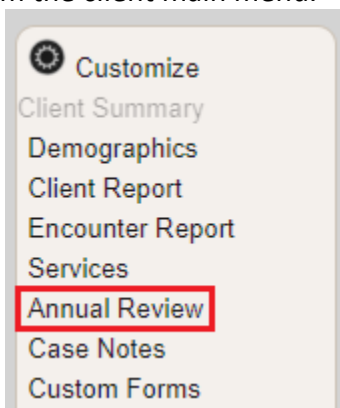 the client main menu.
Customize
Client Summary
Demographics
Client Report
Encounter Report
Services
Annual Review
Case Notes
Custom Forms